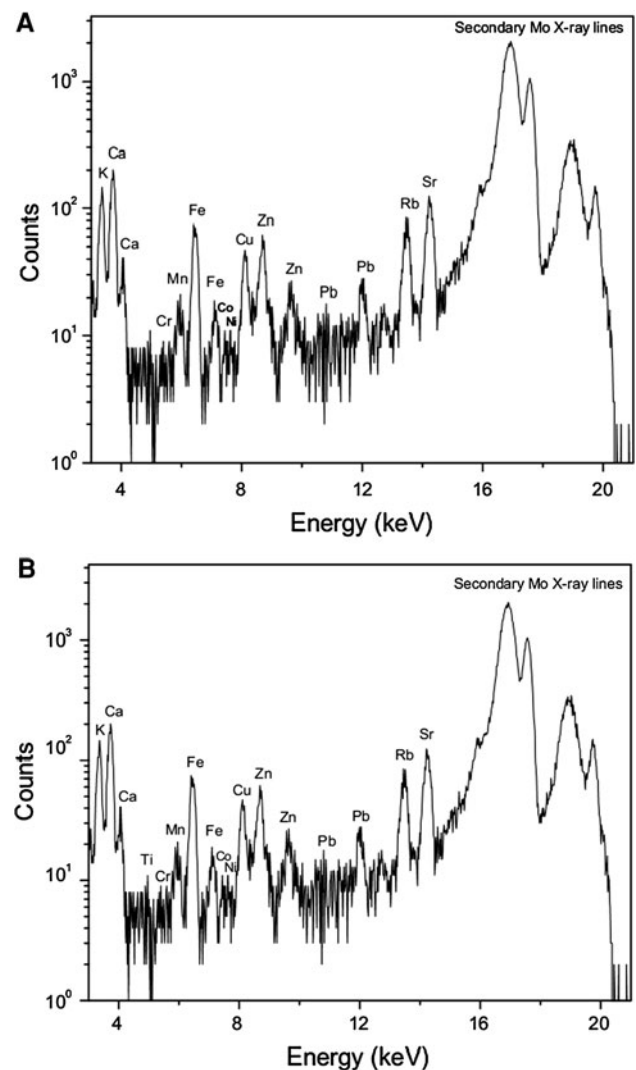 A
Secondary Mo X-ray lines
10³
10²
10¹
10⁰
Counts
K
Ca
Ca
Cr
Mn
Fe
Fe
Co
Ni
Cu
Zn
Zn
Pb
Pb
Rb
Sr
4 8 12 16 20
Energy (keV)
B
Secondary Mo X-ray lines
10³
10²
10¹
10⁰
Counts
K
Ca
Ca
Ti
Cr
Mn
Fe
Fe
Co
Ni
Cu
Zn
Zn
Pb
Pb
Rb
Sr
4 8 12 16 20
Energy (keV)